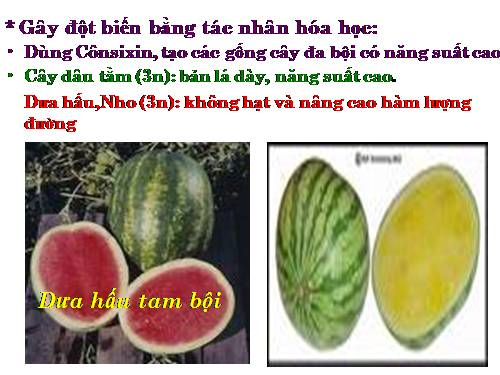 * Gây đột biến bằng tác nhân hóa học:
• Dùng Cônsixin, tạo các gống cây đa bội có năng suất cao
• Cây dâu tằm (3n): bản lá dày, năng suất cao.
Dưa hấu,Nho (3n): không hạt và nâng cao hàm lượng
đường
Dưa hấu tam bội